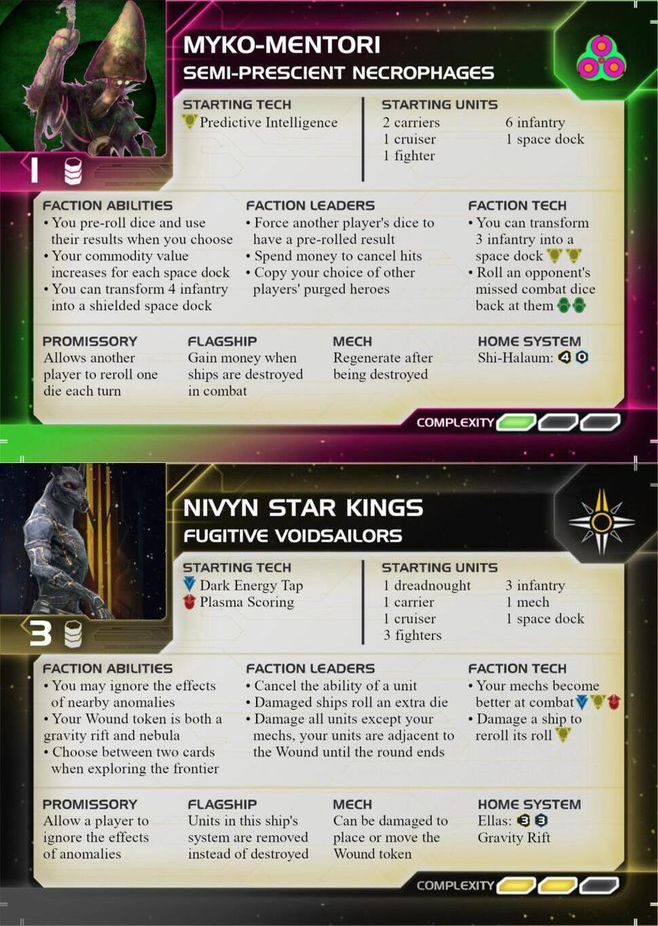 MYKO-MENTORI
SEMI-PRESCIENT NECROPHAGES
STARTING TECH
Predictive Intelligence
STARTING UNITS
2 carriers
1 cruiser
1 fighter
6 infantry
1 space dock
1
FACTION ABILITIES
• You pre-roll dice and use
their results when you choose
• Your commodity value
increases for each space dock
• You can transform 4 infantry
into a shielded space dock
FACTION LEADERS
• Force another player's dice to
have a pre-rolled result
• Spend money to cancel hits
• Copy your choice of other
players' purged heroes
FACTION TECH
• You can transform
3 infantry into a
space dock
• Roll an opponent's
missed combat dice
back at them
PROMISSORY
Allows another
player to reroll one
die each turn
FLAGSHIP
Gain money when
ships are destroyed
in combat
MECH
Regenerate after
being destroyed
HOME SYSTEM
Shi-Halaum: 4 0
COMPLEXITY
NIVYN STAR KINGS
FUGITIVE VOIDSAILORS
STARTING TECH
Dark Energy Tap
Plasma Scoring
STARTING UNITS
1 dreadnought
1 carrier
1 cruiser
3 fighters
3 infantry
1 mech
1 space dock
3
FACTION ABILITIES
• You may ignore the effects
of nearby anomalies
• Your Wound token is both a
gravity rift and nebula
• Choose between two cards
when exploring the frontier
FACTION LEADERS
• Cancel the ability of a unit
• Damaged ships roll an extra die
• Damage all units except your
mechs, your units are adjacent to
the Wound until the round ends
FACTION TECH
• Your mechs become
better at combat
• Damage a ship to
reroll its roll
PROMISSORY
Allow a player to
ignore the effects
of anomalies
FLAGSHIP
Units in this ship's
system are removed
instead of destroyed
MECH
Can be damaged to
place or move the
Wound token
HOME SYSTEM
Ellas: 3 3
Gravity Rift
COMPLEXITY